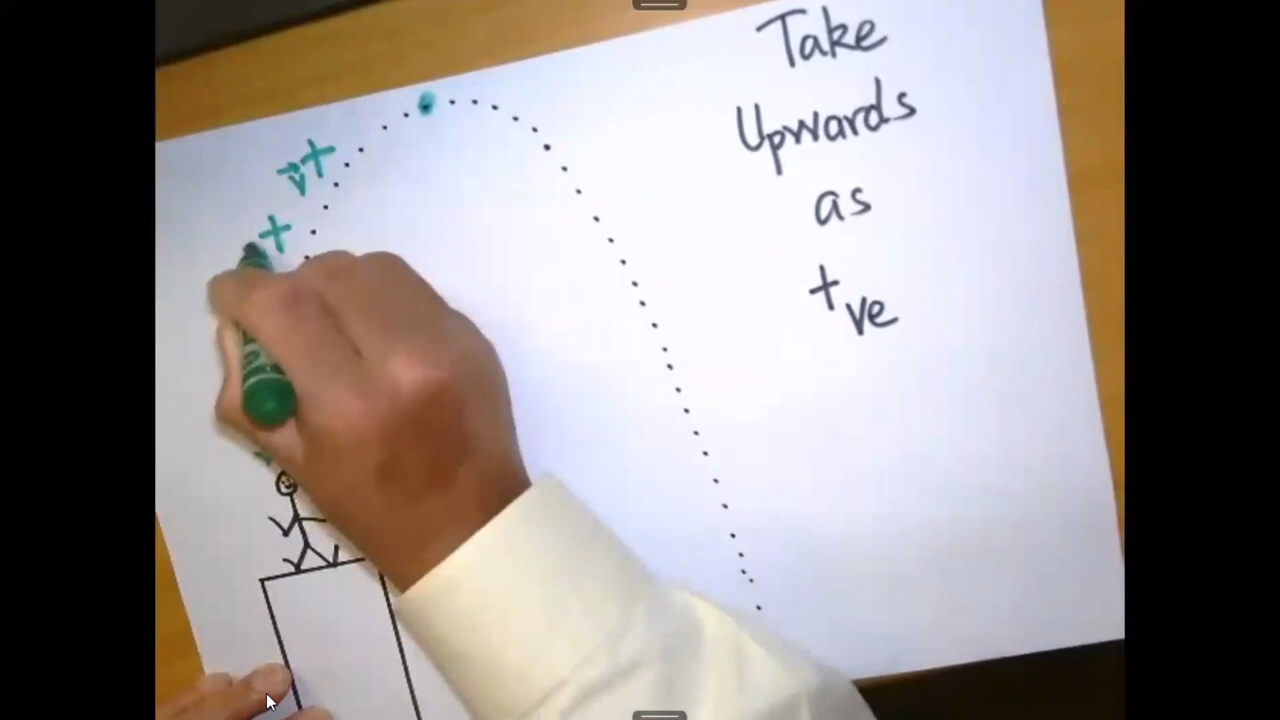 Take
Upwards
as
+ve
v +
+